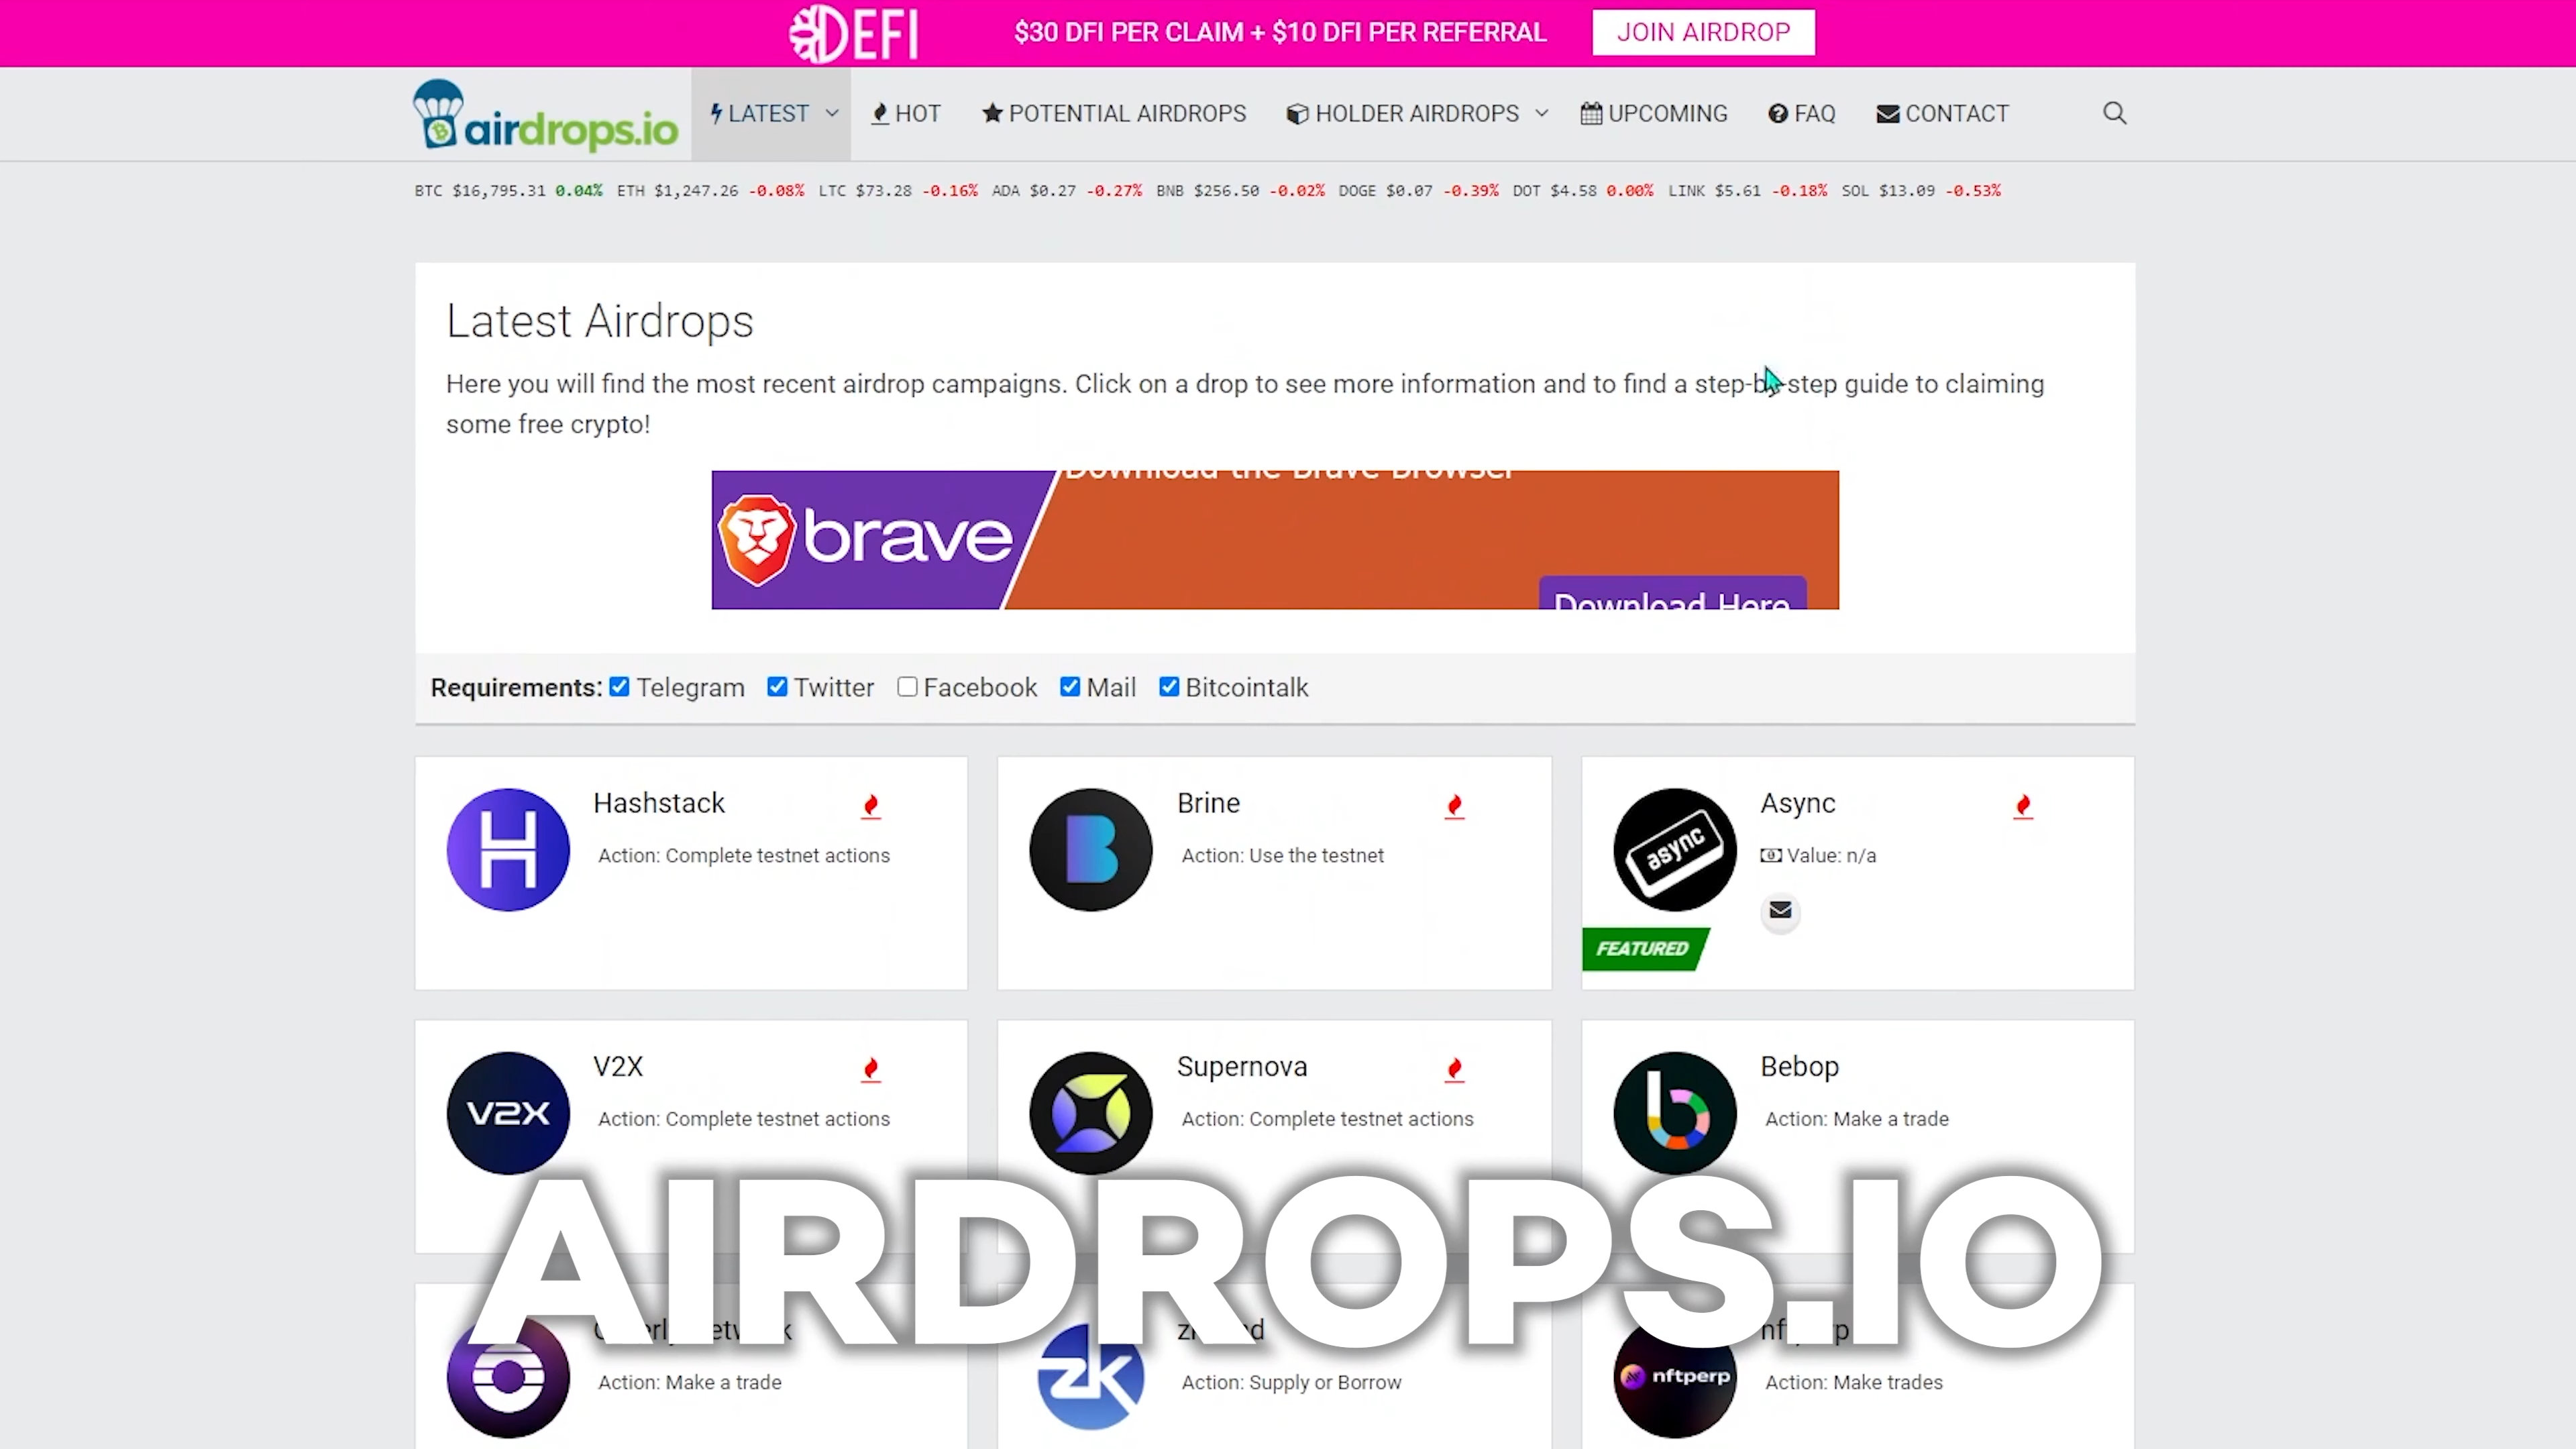 DEFI
$30 DFI PER CLAIM + $10 DFI PER REFERRAL
JOIN AIRDROP
airdrops.io
LATEST
HOT
POTENTIAL AIRDROPS
HOLDER AIRDROPS
UPCOMING
FAQ
CONTACT
BTC $16,795.31 0.04% ETH $1,247.26 -0.08% LTC $73.28 -0.16% ADA $0.27 -0.27% BNB $256.50 -0.02% DOGE $0.07 -0.39% DOT $4.58 0.00% LINK $5.61 -0.18% SOL $13.09 -0.53%
Latest Airdrops
Here you will find the most recent airdrop campaigns. Click on a drop to see more information and to find a step-by-step guide to claiming
some free crypto!
Download the Brave Browser
brave
Download Here
Requirements: Telegram Twitter Facebook Mail Bitcointalk
Hashstack
Action: Complete testnet actions
Brine
Action: Use the testnet
async
Async
Value: n/a
FEATURED
V2X
V2X
Action: Complete testnet actions
Supernova
Action: Complete testnet actions
Bebop
Action: Make a trade
AIRDROPS.IO
Action: Make a trade
zk
Action: Supply or Borrow
nftperp
Action: Make trades